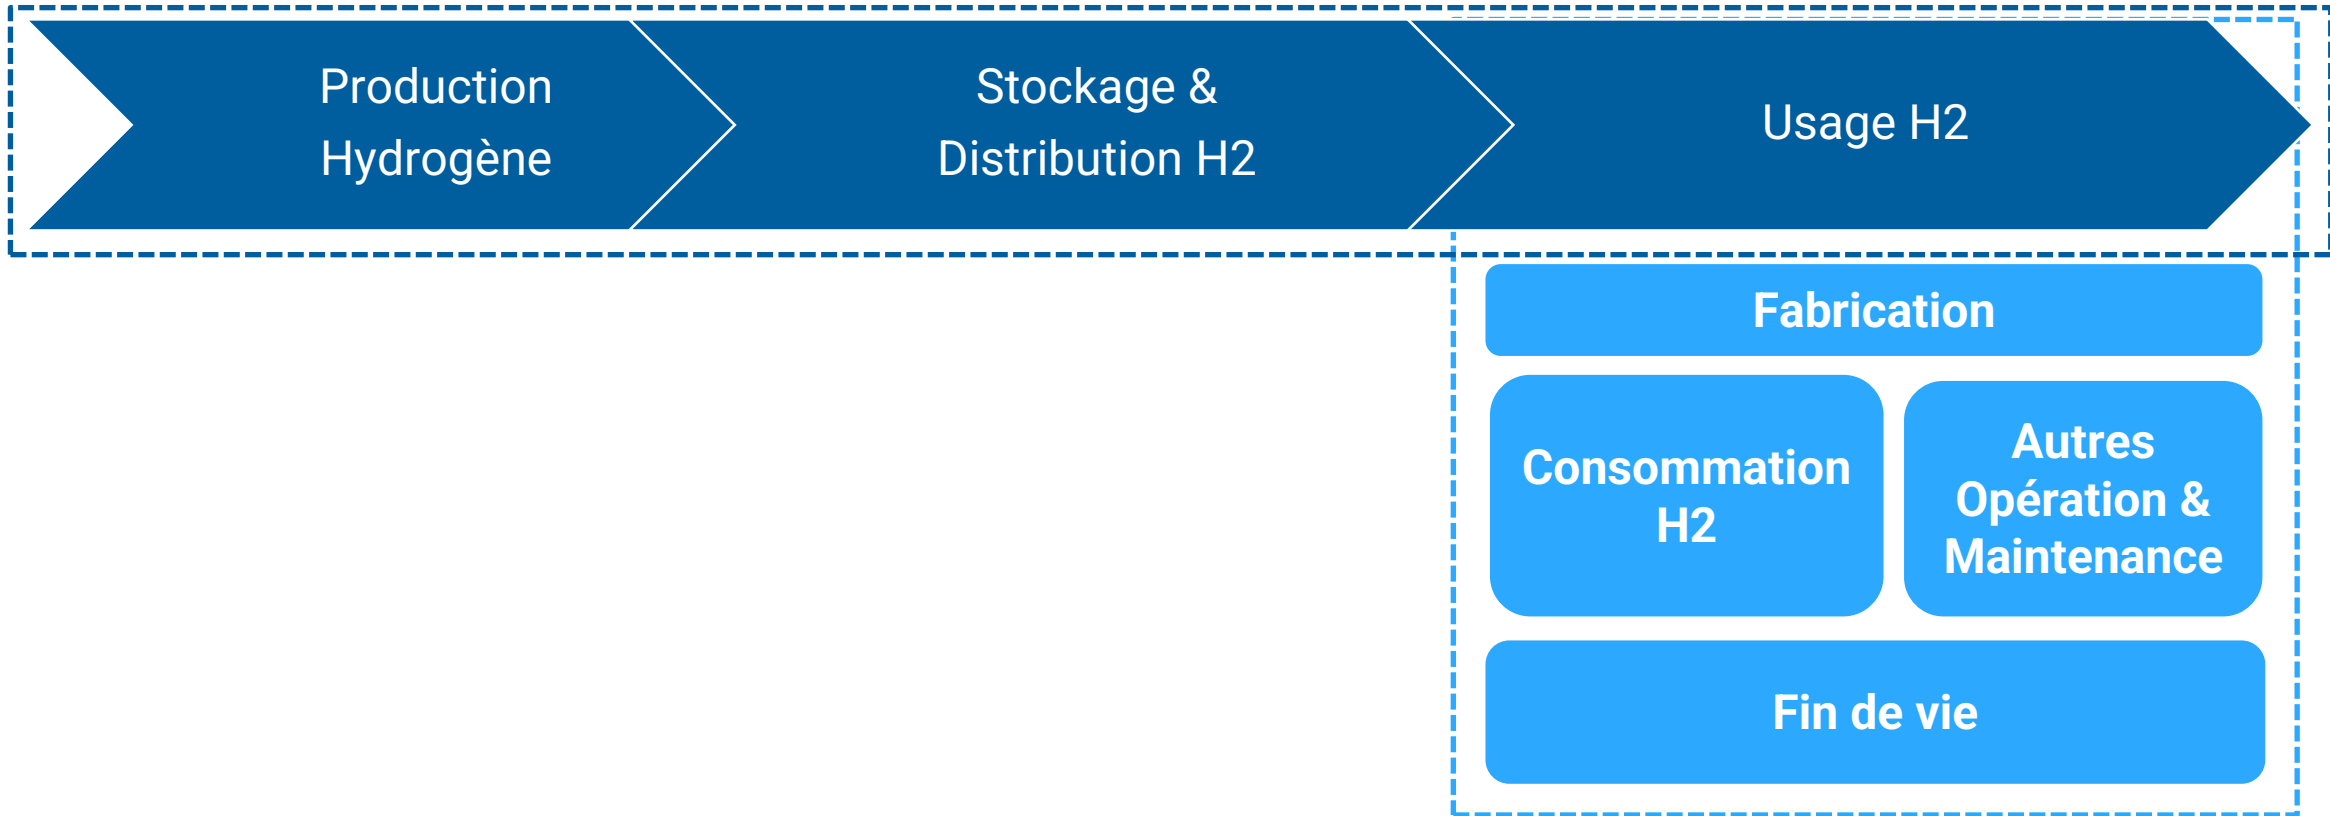 Production
Hydrogène
Stockage &
Distribution H2
Usage H2
Fabrication
Consommation
H2
Autres
Opération &
Maintenance
Fin de vie